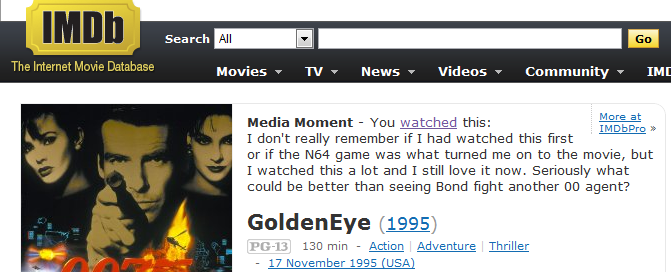 IMDb
The Internet Movie Database
Search All Go
Movies TV News Videos Community IM
Media Moment - You watched this:
More at
IMDbPro »
I don't really remember if I had watched this first
or if the N64 game was what turned me on to the movie, but
I watched this a lot and I still love it now. Seriously what
could be better than seeing Bond fight another 00 agent?
GoldenEye (1995)
PG-13 130 min - Action | Adventure | Thriller
- 17 November 1995 (USA)
007